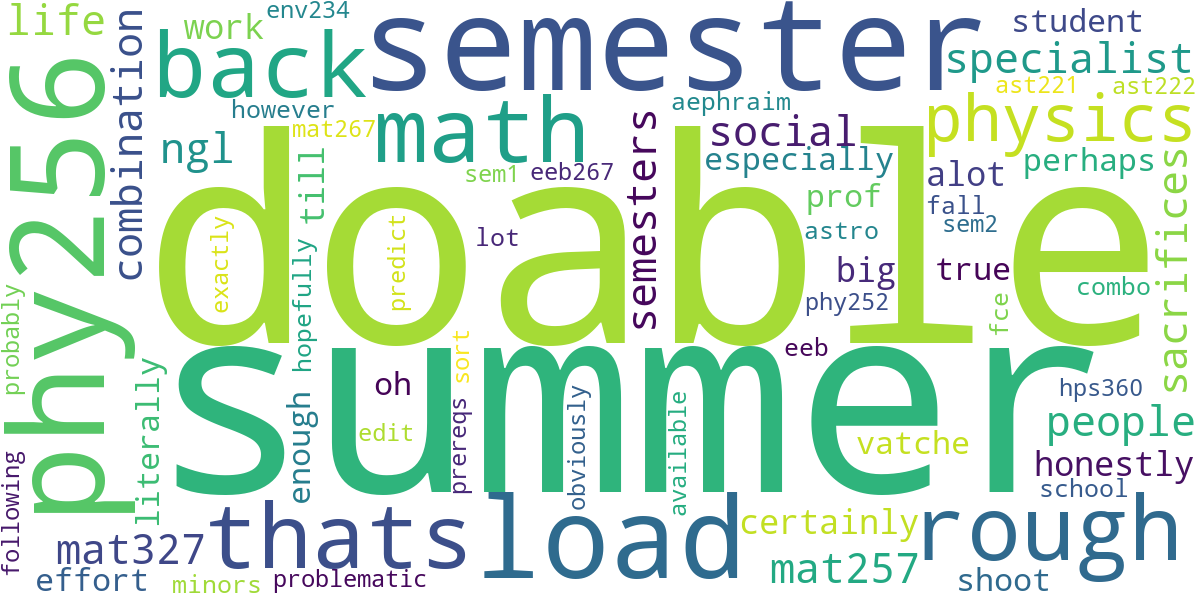 life
work
env234
semester
student
back
specialist
combination
phy256
however
mat267
math
aephraim
ast221
ast222
physics
social
ngl
till
sem1
eeb267
semesters
especially
alot
perhaps
prof
fall
sem2
sacrifices
doable
exactly
predict
lot
astro
big
true
combo
hopefully
phy252
fce
probably
summer
sort
eeb
oh
literally
enough
edit
prereqs
obviously
available
hps360
people
vatche
honestly
school
following
thats
load
certainly
rough
mat327
mat257
effort
minors
problematic
shoot